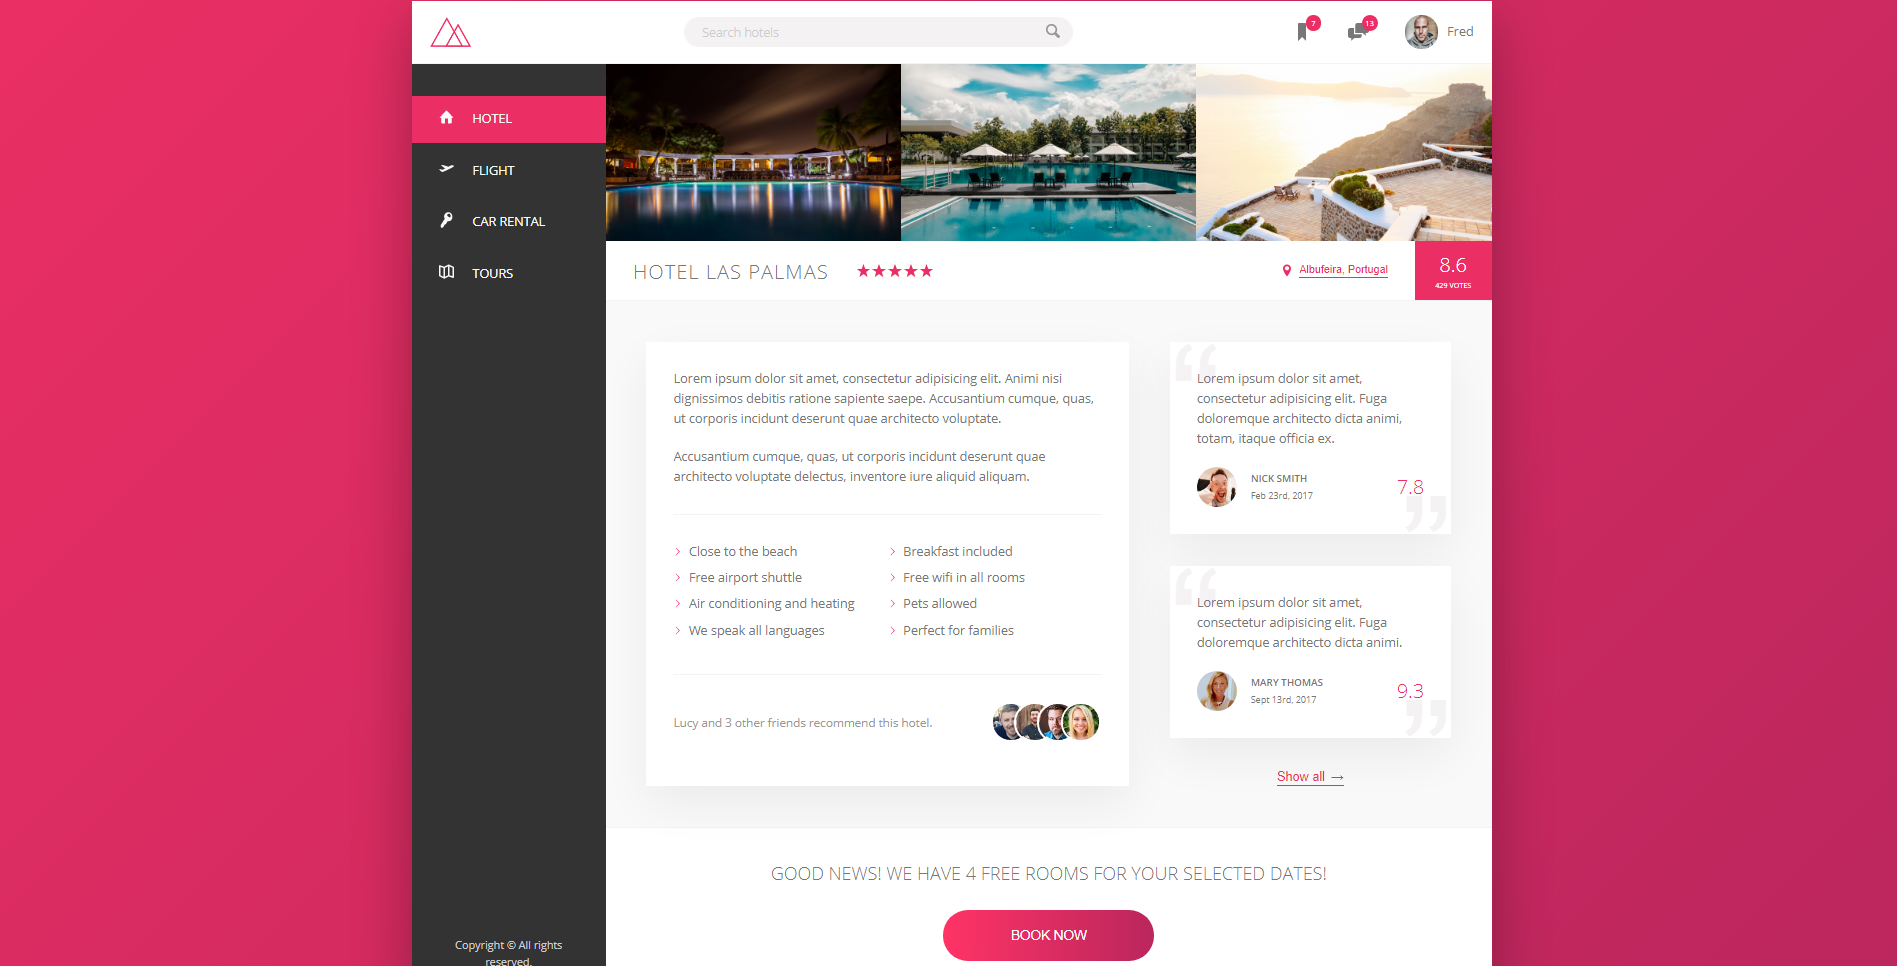 Search hotels
7
13
Fred
HOTEL
FLIGHT
CAR RENTAL
TOURS
HOTEL LAS PALMAS
Albufeira, Portugal
8.6
429 VOTES
Lorem ipsum dolor sit amet, consectetur adipisicing elit. Animi nisi
dignissimos debitis ratione sapiente saepe. Accusantium cumque, quas,
ut corporis incidunt deserunt quae architecto voluptate.
Accusantium cumque, quas, ut corporis incidunt deserunt quae
architecto voluptate delectus, inventore iure aliquid aliquam.
Close to the beach
Free airport shuttle
Air conditioning and heating
We speak all languages
Breakfast included
Free wifi in all rooms
Pets allowed
Perfect for families
Lucy and 3 other friends recommend this hotel.
Lorem ipsum dolor sit amet,
consectetur adipisicing elit. Fuga
doloremque architecto dicta animi,
totam, itaque officia ex.
NICK SMITH
Feb 23rd, 2017
7.8
Lorem ipsum dolor sit amet,
consectetur adipisicing elit. Fuga
doloremque architecto dicta animi.
MARY THOMAS
Sept 13rd, 2017
9.3
Show all →
GOOD NEWS! WE HAVE 4 FREE ROOMS FOR YOUR SELECTED DATES!
BOOK NOW
Copyright © All rights
reserved.